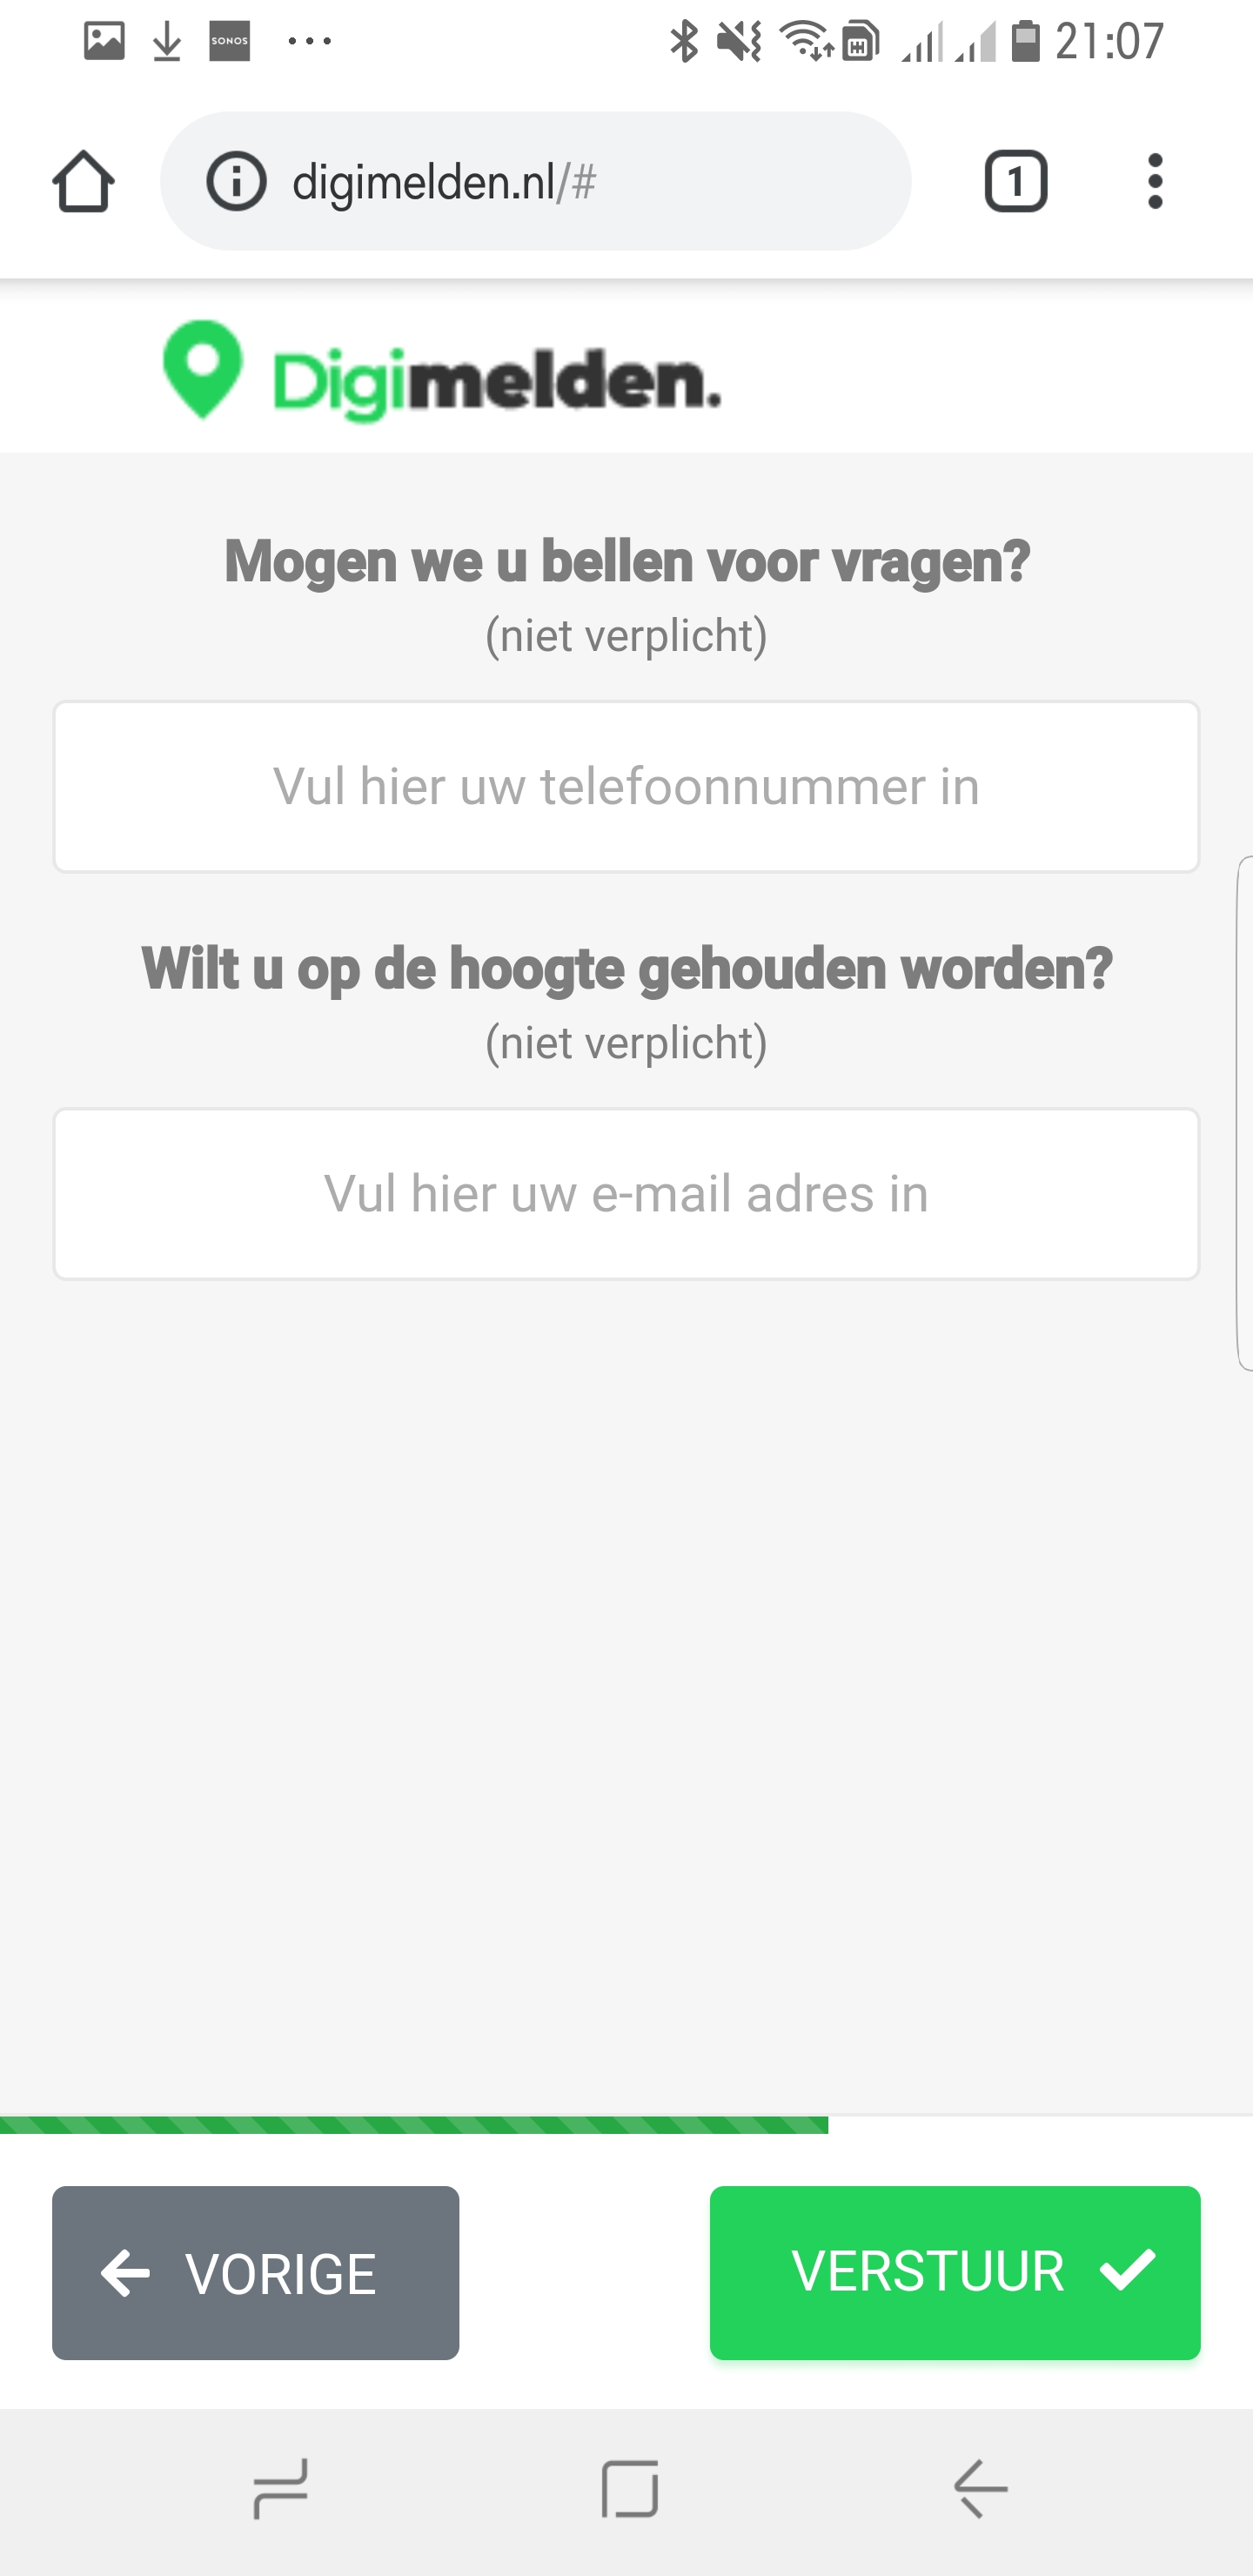 SONOS
21:07
digimelden.nl/#
1
Digimelden.
Mogen we u bellen voor vragen?
(niet verplicht)
Vul hier uw telefoonnummer in
Wilt u op de hoogte gehouden worden?
(niet verplicht)
Vul hier uw e-mail adres in
VORIGE
VERSTUUR